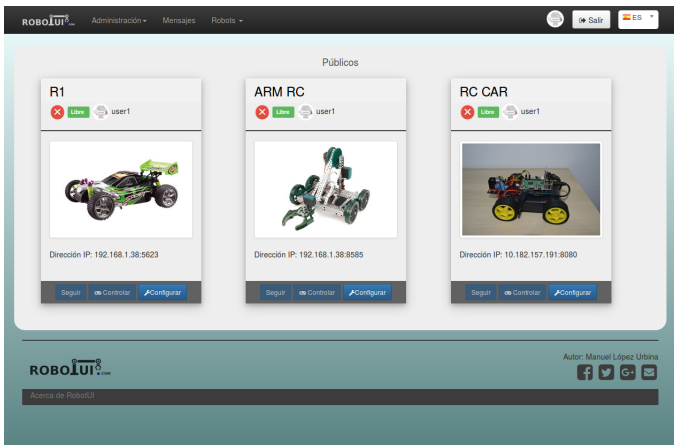 ROBOTUI .COM Administración Mensajes Robots Salir ES
Públicos
R1
Libre user1
Dirección IP: 192.168.1.38:5623
Seguir Controlar Configurar
ARM RC
Libre user1
Dirección IP: 192.168.1.38:8585
Seguir Controlar Configurar
RC CAR
Libre user1
Dirección IP: 10.182.157.191:8080
Seguir Controlar Configurar
Autor: Manuel López Urbina
ROBOTUI .COM
Acerca de RobotUI